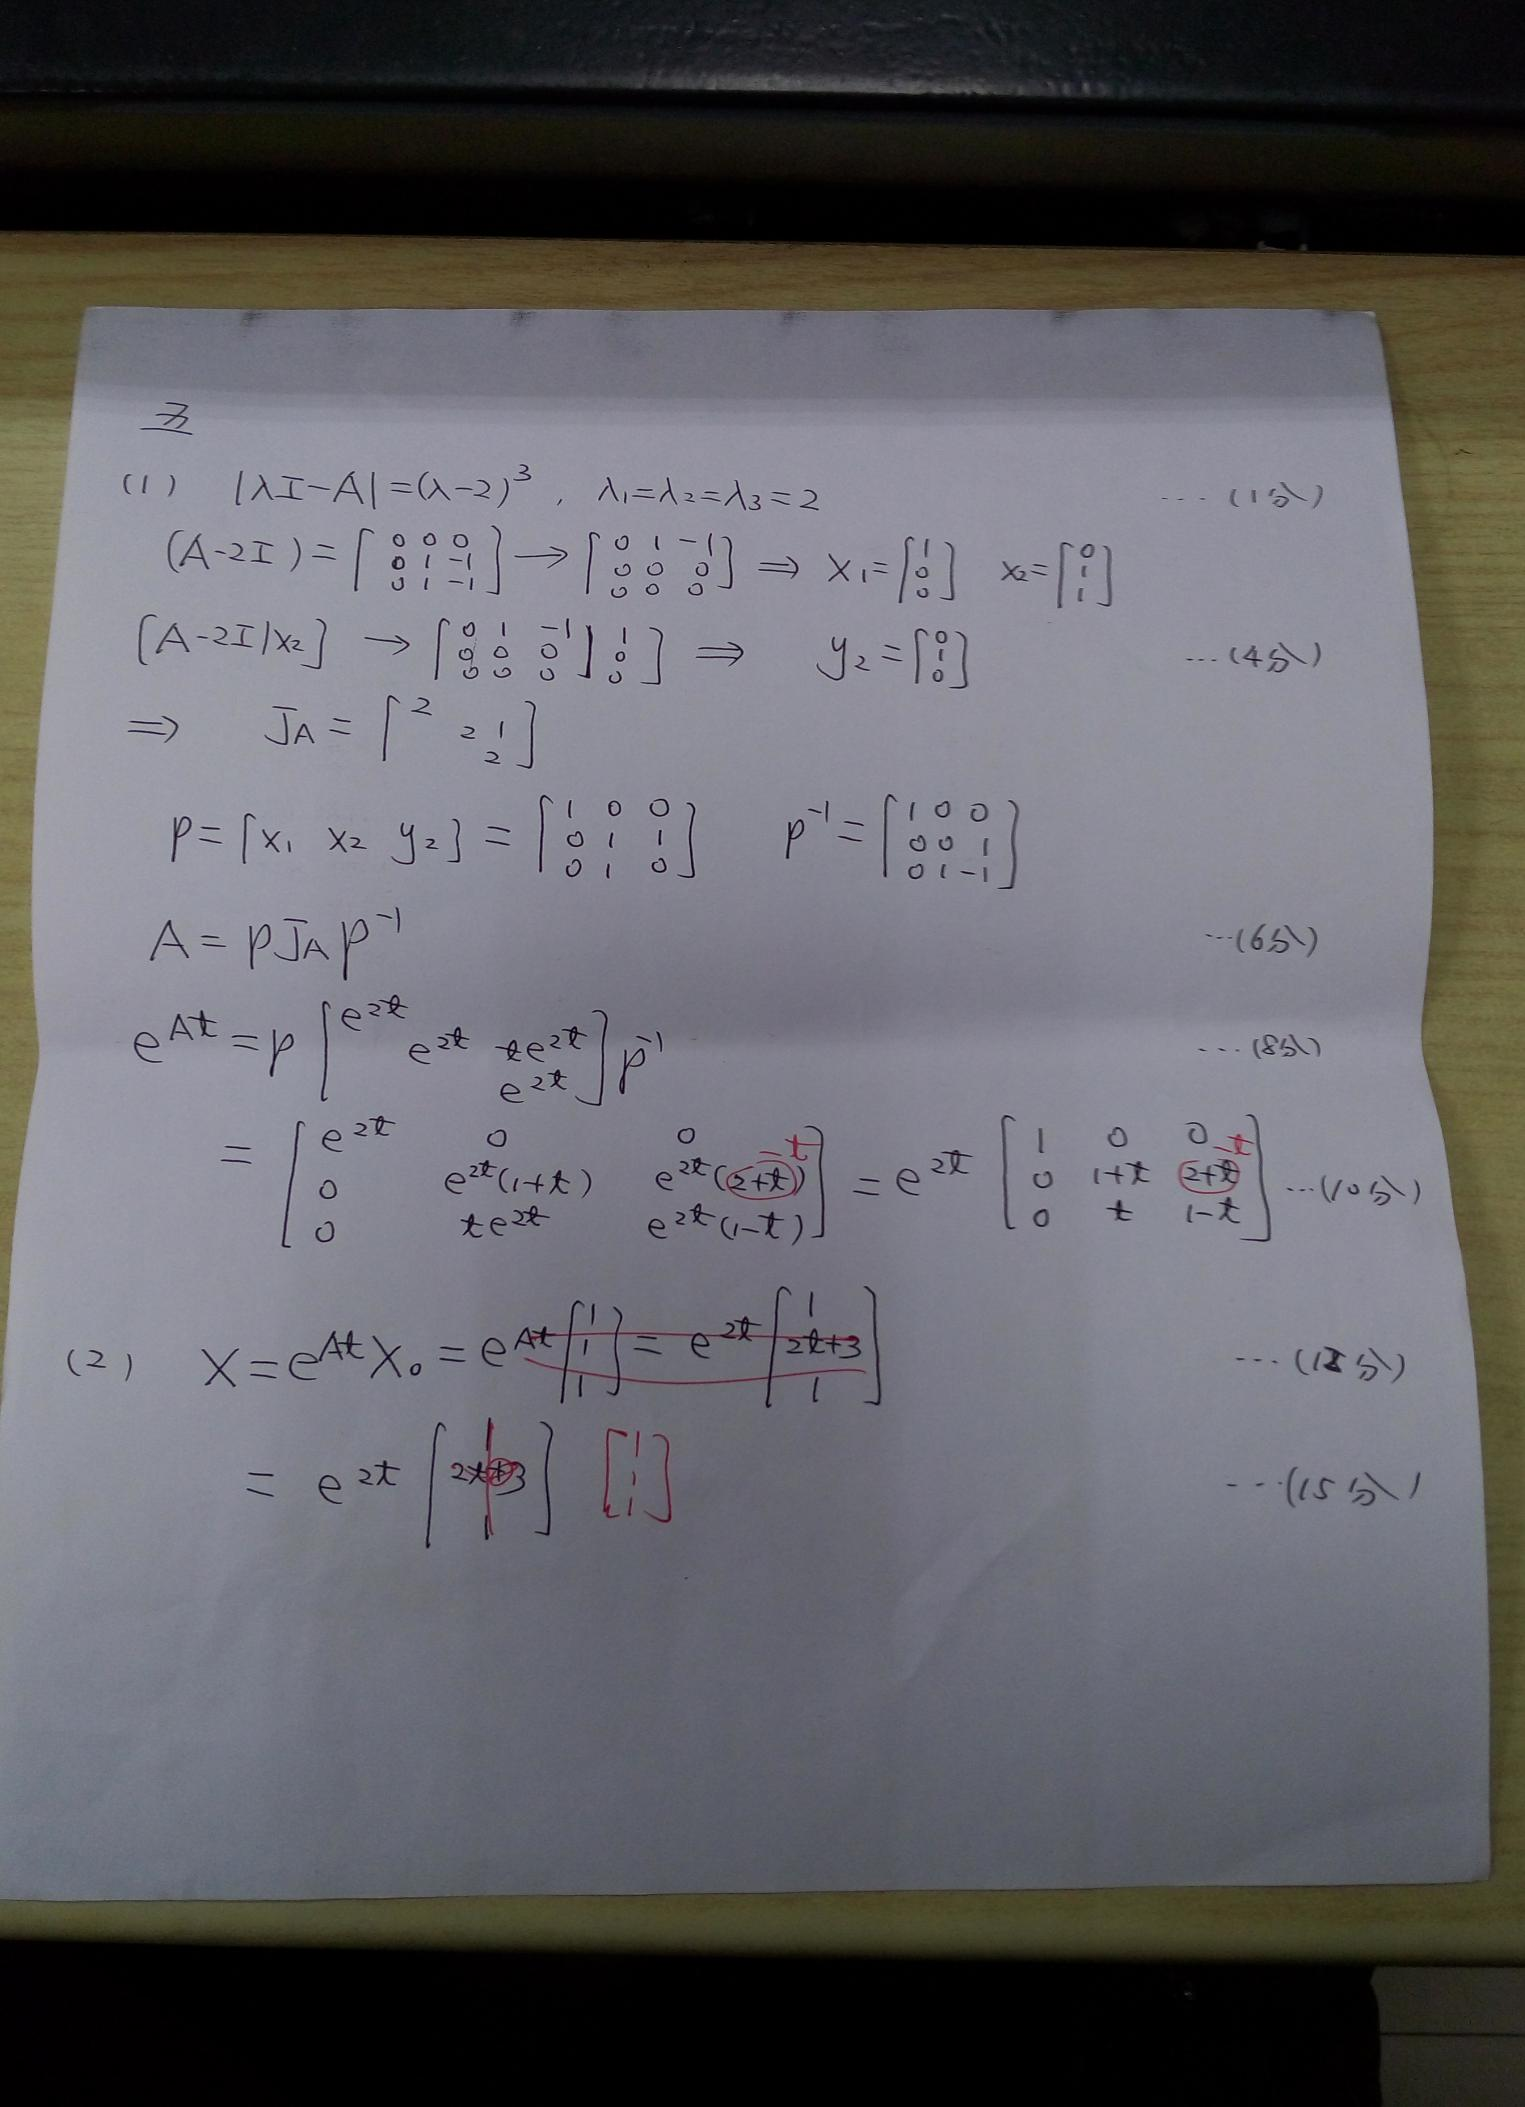 五
(1) |λI-A|=(λ-2)³, λ₁=λ₂=λ₃=2 ...(1分)
(A-2I)=[0 0 0; 0 1 -1; 0 1 -1]→[0 1 -1; 0 0 0; 0 0 0]⇒ X₁=[1; 0; 0] X₂=[0; 1; 1]
[A-2I|X₂] → [0 1 -1 | 1; 0 0 0 | 0; 0 0 0 | 0] ⇒ y₂=[0; 1; 0] ...(4分)
⇒ J_A=[2; 2 1; 2]
P=[X₁ X₂ y₂]=[1 0 0; 0 1 1; 0 1 0] P⁻¹=[1 0 0; 0 0 1; 0 1 -1]
A=PJ_AP⁻¹ ...(6分)
e^{At}=P[e^{2t}; e^{2t} te^{2t}; e^{2t}]P⁻¹ ...(8分)
=[e^{2t} 0 0; 0 e^{2t}(1+t) e^{2t}(2+t) -t; 0 te^{2t} e^{2t}(1-t)]=e^{2t}[1 0 0; 0 1+t 2+t -t; 0 t 1-t] ...(10分)
(2) X=e^{At}X₀=e^{At}[1; 1; 1]=e^{2t}[1; 2t+3; 1]
=e^{2t}[1; 2t+3; 1] [1; 1; 1] ...(15分)